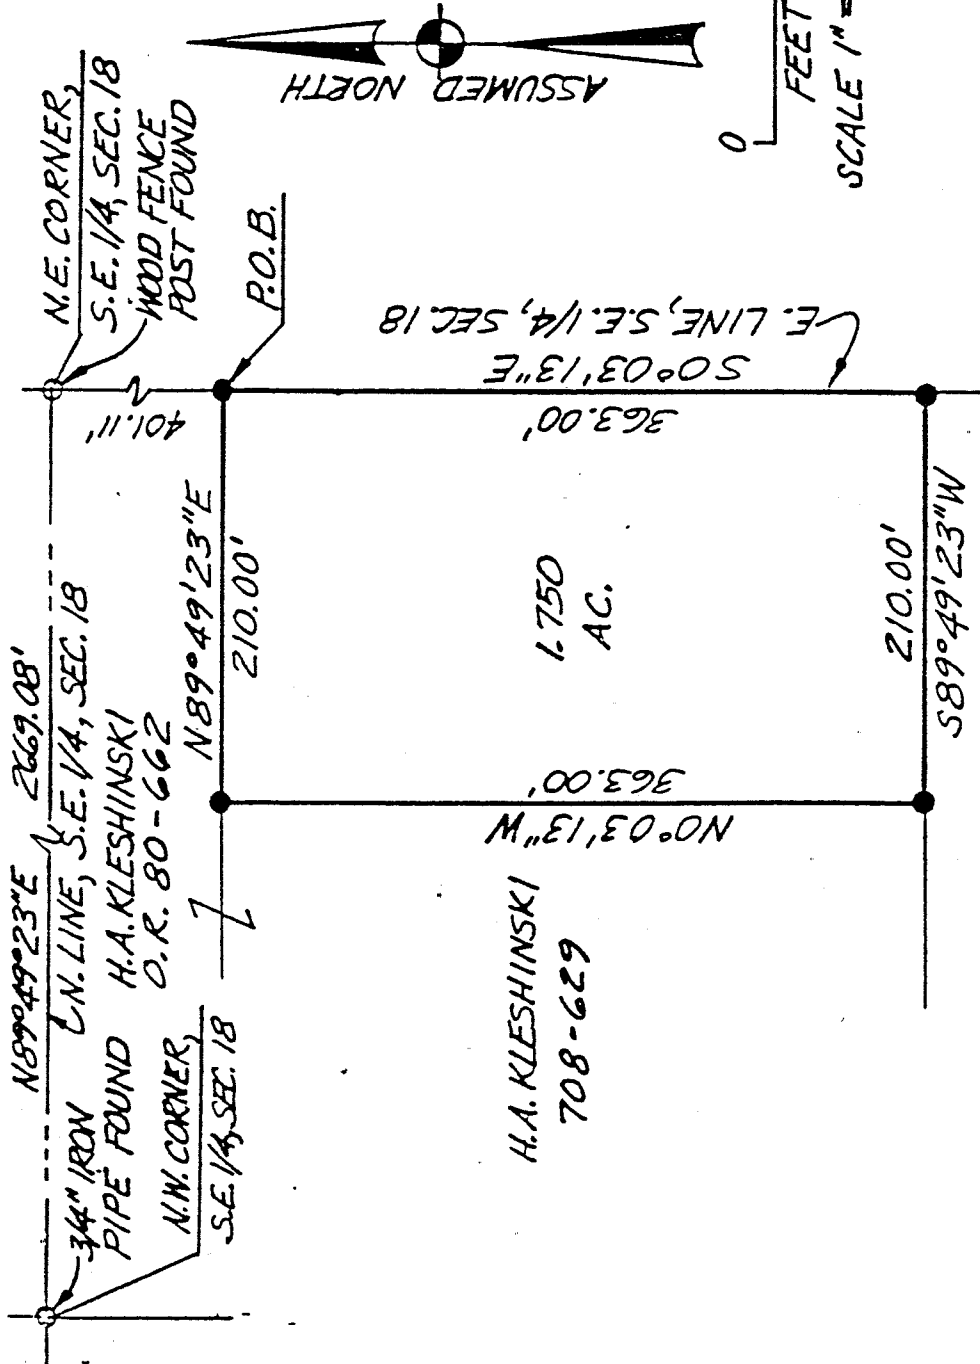 N89°49'23"E 2669.08'
N. LINE, S.E. 1/4, SEC. 18
3/4" IRON
PIPE FOUND
N.W. CORNER,
S.E. 1/4, SEC. 18
H.A. KLESHINSKI
O.R. 80-662
N.E. CORNER,
S.E. 1/4, SEC. 18
WOOD FENCE
POST FOUND
401.11'
P.O.B.
N89°49'23"E
210.00'
E. LINE, S.E. 1/4, SEC 18
S0°03'13"E
363.00'
1.750
AC.
363.00'
N0°03'13"W
210.00'
S89°49'23"W
H.A. KLESHINSKI
708-629
ASSUMED NORTH
0
FEET
SCALE 1" =